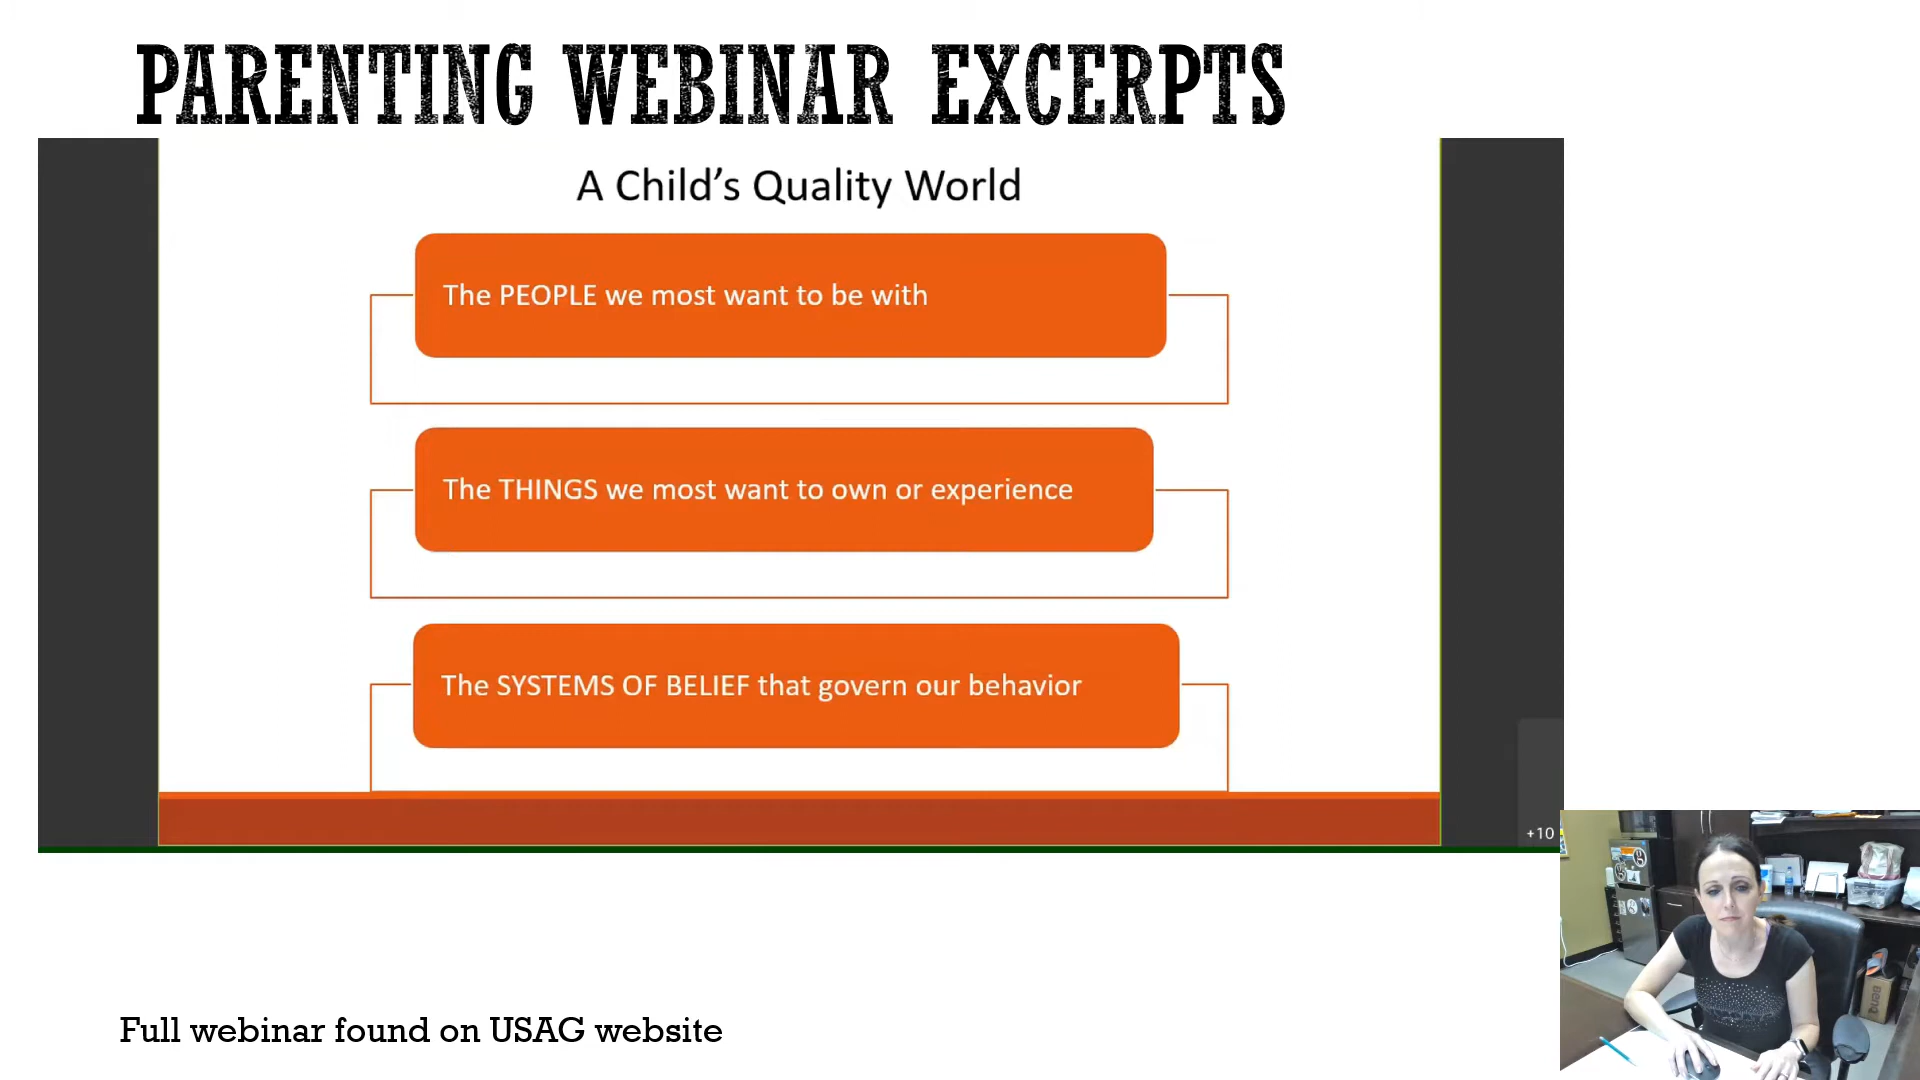 PARENTING WEBINAR EXCERPTS
A Child's Quality World
The PEOPLE we most want to be with
The THINGS we most want to own or experience
The SYSTEMS OF BELIEF that govern our behavior
+10
BenQ
Full webinar found on USAG website